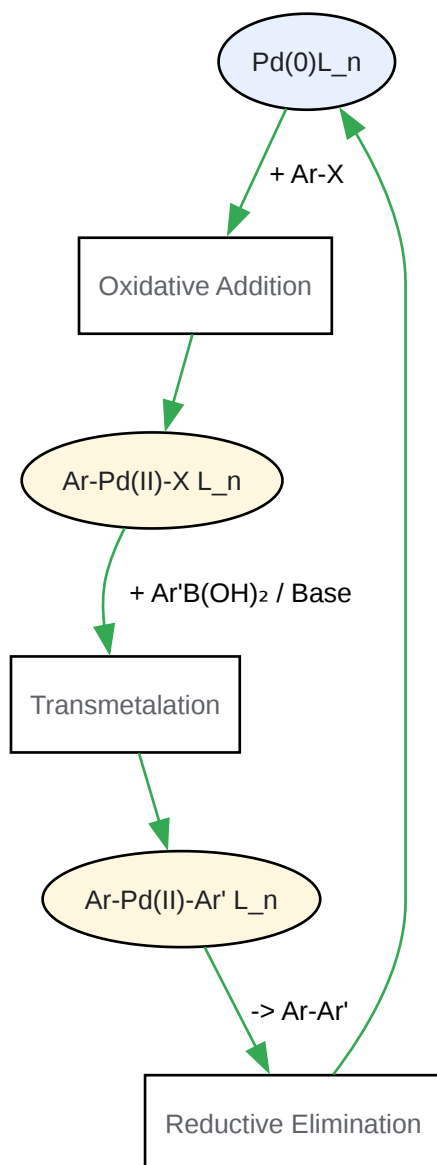 Pd(0)L_n
+ Ar-X
Oxidative Addition
Ar-Pd(II)-X L_n
+ Ar'B(OH)₂ / Base
Transmetalation
Ar-Pd(II)-Ar' L_n
-> Ar-Ar'
Reductive Elimination